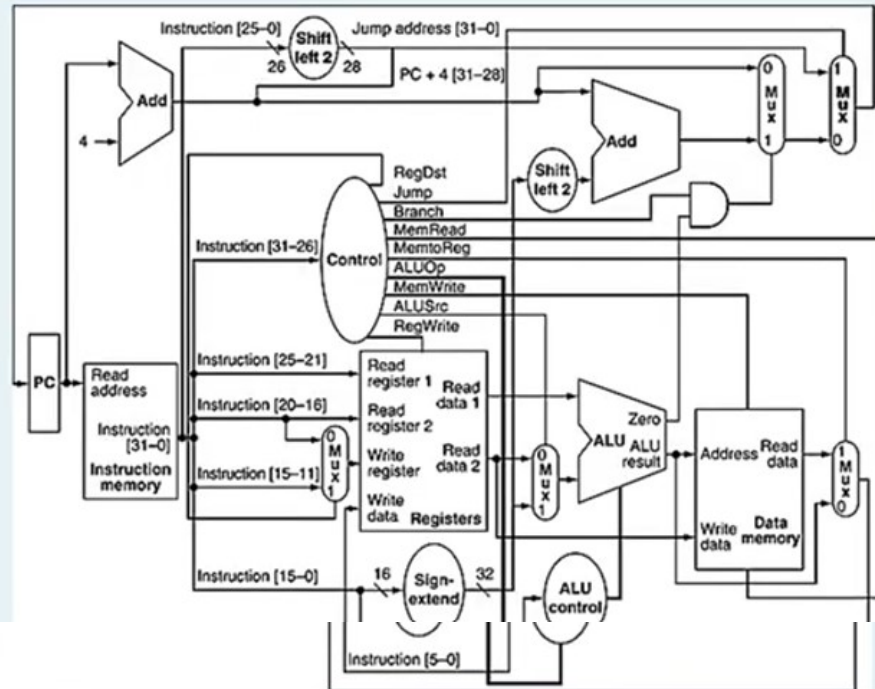 Instruction [25–0]
Shift
left 2
Jump address [31–0]
26
28
PC + 4 [31–28]
Add
4
0
M
u
x
1
1
M
u
x
0
Add
Shift
left 2
RegDst
Jump
Branch
MemRead
MemtoReg
ALUOp
MemWrite
ALUSrc
RegWrite
Control
Instruction [31–26]
PC
Read
address
Instruction
[31–0]
Instruction
memory
Instruction [25–21]
Instruction [20–16]
Instruction [15–11]
0
M
u
x
1
Read
register 1
Read
register 2
Write
register
Write
data
Read
data 1
Read
data 2
Registers
0
M
u
x
1
Zero
ALU
ALU
result
Address
Read
data
Write
data
Data
memory
1
M
u
x
0
Instruction [15–0]
16
Sign-
extend
32
ALU
control
Instruction [5–0]